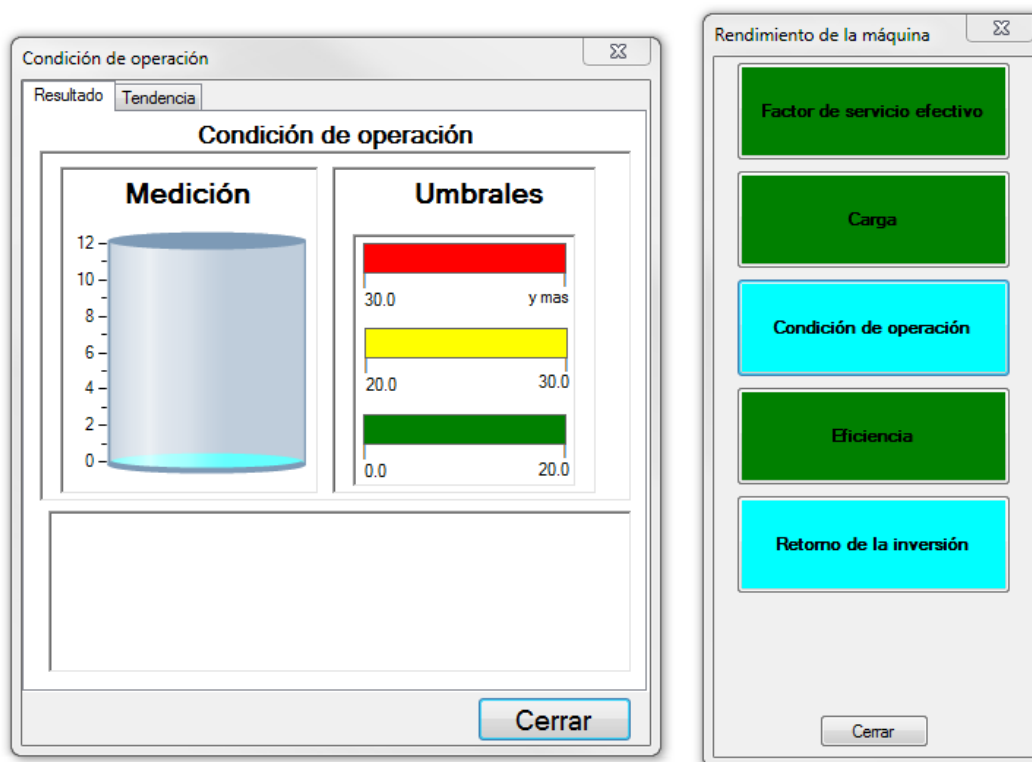 Condición de operación
Resultado
Tendencia
Condición de operación
Medición
12
10
8
6
4
2
0
Umbrales
30.0 y mas
20.0 30.0
0.0 20.0
Cerrar
Rendimiento de la máquina
Factor de servicio efectivo
Carga
Condición de operación
Eficiencia
Retorno de la inversión
Cerrar